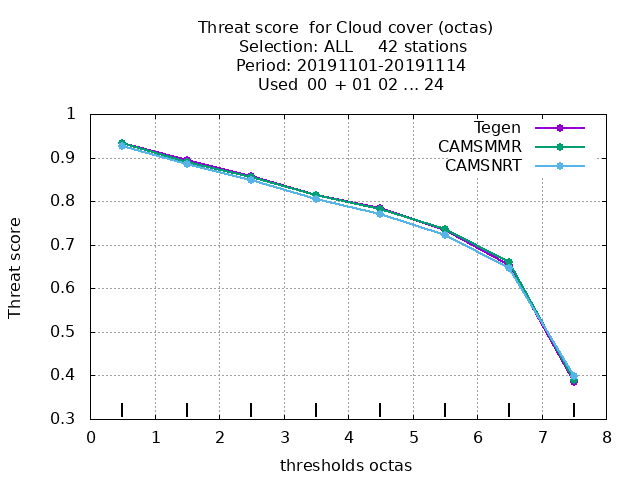 Threat score  for Cloud cover (octas)
Selection: ALL     42 stations
Period: 20191101-20191114
Used  00 + 01 02 ... 24
1
Tegen
CAMSMMR
0.9
CAMSNRT
0.8
0.7
0.6
0.5
0.4
0.3
Threat score
0 1 2 3 4 5 6 7 8
thresholds octas